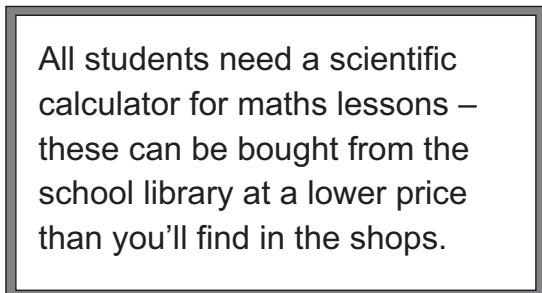 All students need a scientific
calculator for maths lessons –
these can be bought from the
school library at a lower price
than you’ll find in the shops.